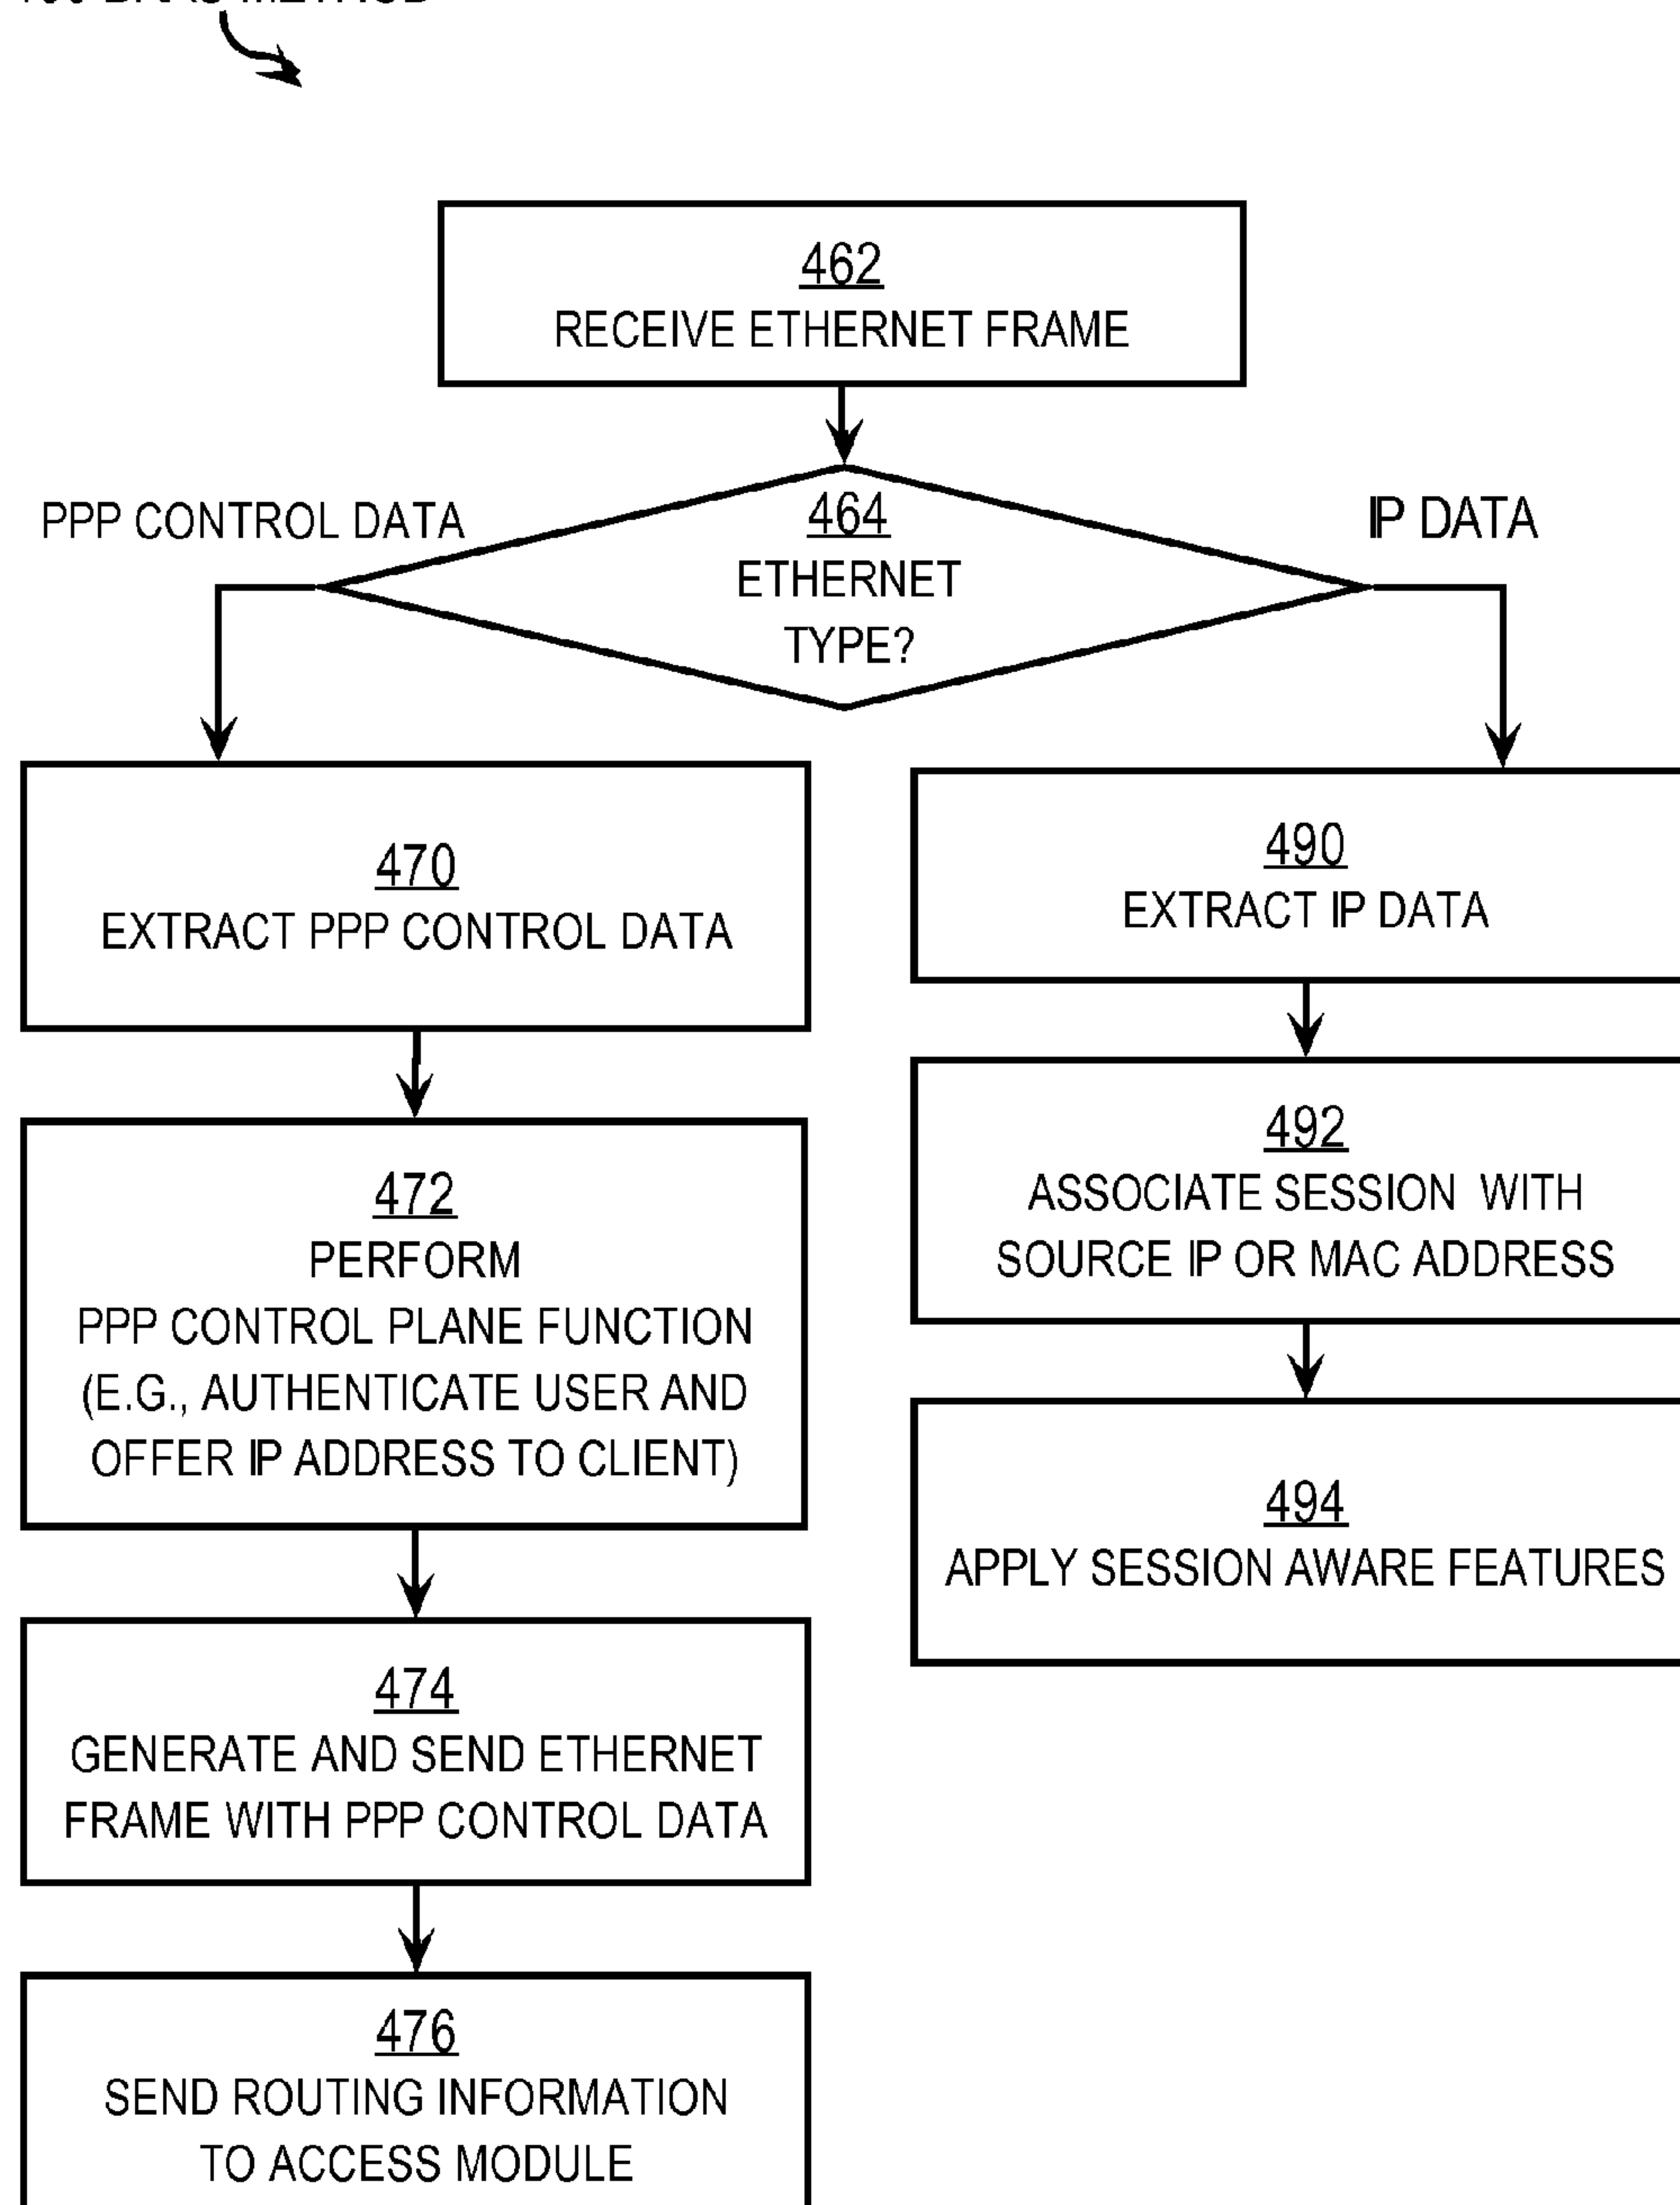 METHOD
462
RECEIVE ETHERNET FRAME
PPP CONTROL DATA
464
ETHERNET
TYPE?
IP DATA
470
EXTRACT PPP CONTROL DATA
472
PERFORM
PPP CONTROL PLANE FUNCTION
(E.G., AUTHENTICATE USER AND
OFFER IP ADDRESS TO CLIENT)
474
GENERATE AND SEND ETHERNET
FRAME WITH PPP CONTROL DATA
476
SEND ROUTING INFORMATION
TO ACCESS MODULE
490
EXTRACT IP DATA
492
ASSOCIATE SESSION WITH
SOURCE IP OR MAC ADDRESS
494
APPLY SESSION AWARE FEATURES